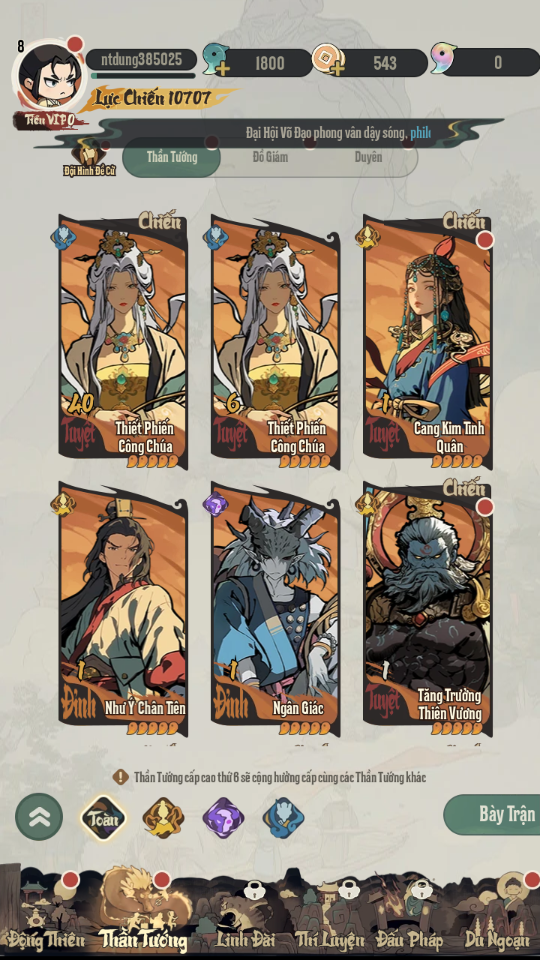 8
ntdung385025
1800
543
0
Tiên VIP 0
Lực Chiến 10707
Đại Hội Võ Đạo phong vân dậy sóng,
Đội Hình Đề Cử
Thần Tướng
Đồ Giám
Duyên
Chiến
Chiến
40
Tuyệt
Thiết Phiến
Công Chúa
6
Tuyệt
Thiết Phiến
Công Chúa
1
Tuyệt
Cang Kim Tinh
Quân
Chiến
1
Đỉnh
Như Ý Chân Tiên
1
Đỉnh
Ngân Giác
1
Tuyệt
Tăng Trưởng
Thiên Vương
Thần Tướng cấp cao thứ 6 sẽ cộng hưởng cấp cùng các Thần Tướng khác
Toàn
Bày Trận
Động Thiên
Thần Tướng
Linh Đài
Thí Luyện
Đấu Pháp
Du Ngoạn